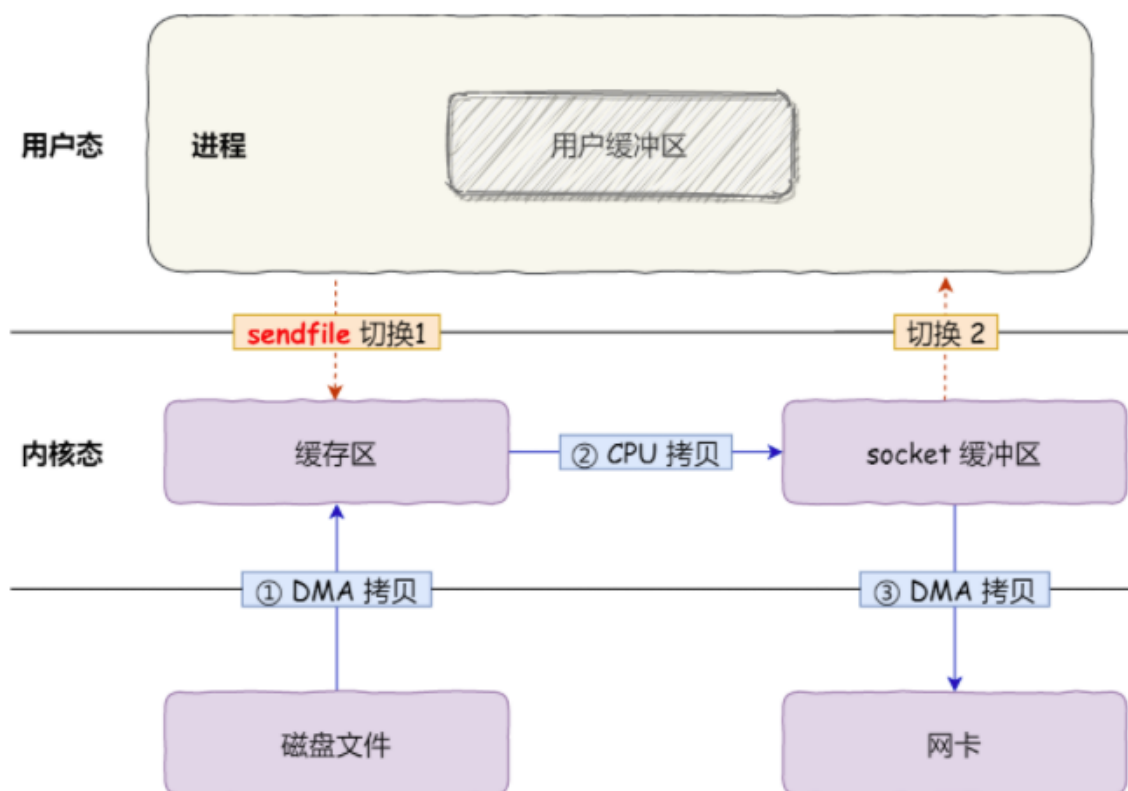 用户态
进程
用户缓冲区
sendfile 切换1
切换 2
内核态
缓存区
② CPU 拷贝
socket 缓冲区
① DMA 拷贝
③ DMA 拷贝
磁盘文件
网卡